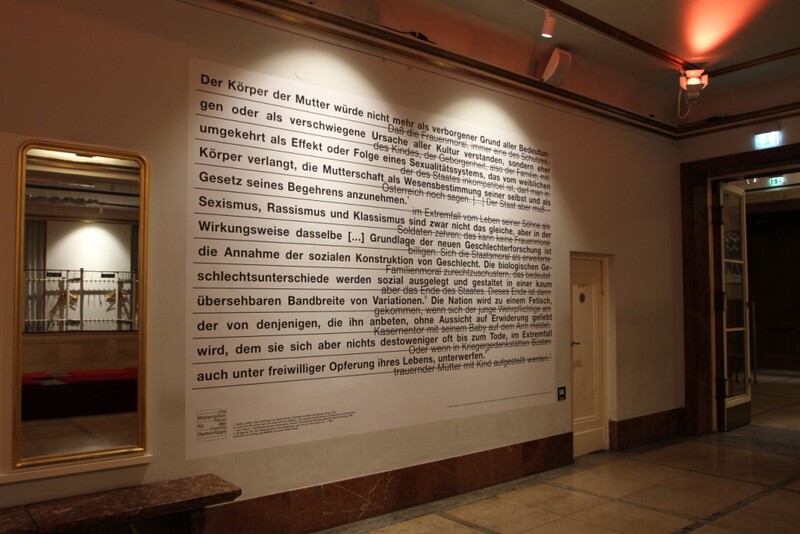 Der Körper der Mutter würde nicht mehr als verborgener Grund aller Bedeutun-
Daß die Frauenmoral, immer eine des Schutzes,
gen oder als verschwiegene Ursache aller Kultur verstanden, sondern eher
des Kindes, der Geborgenheit, also der Familie, mit
umgekehrt als Effekt oder Folge eines Sexualitätssystems, das vom weiblichen
der des Staates inkompatibel ist, darf man in
Körper verlangt, die Mutterschaft als Wesensbestimmung seiner selbst und als
Österreich noch sagen. [...] Der Staat aber muß
Gesetz seines Begehrens anzunehmen.
im Extremfall vom Leben seiner Söhne als
Sexismus, Rassismus und Klassismus sind zwar nicht das gleiche, aber in der
Soldaten zehren; das kann keine Frauenmoral
Wirkungsweise dasselbe [...] Grundlage der neuen Geschlechterforschung ist
billigen. Sich die Staatsmoral als erweiterte
die Annahme der sozialen Konstruktion von Geschlecht. Die biologischen Ge-
Familienmoral zurechtzuschustern, das bedeutet
schlechtsunterschiede werden sozial ausgelegt und gestaltet in einer kaum
aber das Ende des Staates. Dieses Ende ist dann
übersehbaren Bandbreite von Variationen. Die Nation wird zu einem Fetisch,
gekommen, wenn sich der junge Wehrpflichtige am
der von denjenigen, die ihn anbeten, ohne Aussicht auf Erwiderung geliebt
Kasernentor mit seinem Baby auf dem Arm meldet.
wird, dem sie sich aber nichts destoweniger oft bis zum Tode, im Extremfall
Oder wenn in Kriegergedenkstätten Büsten
auch unter freiwilliger Opferung ihres Lebens, unterwerfen.
trauernder Mütter mit Kind aufgestellt werden.